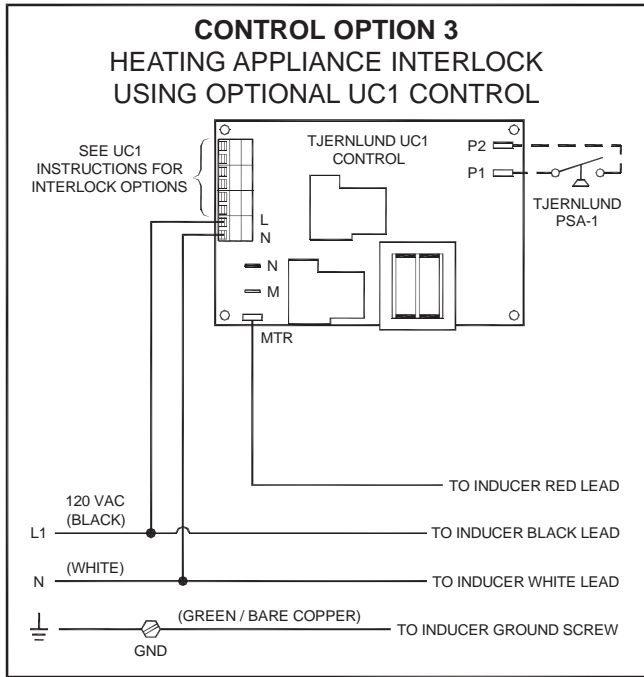 CONTROL OPTION 3
HEATING APPLIANCE INTERLOCK
USING OPTIONAL UC1 CONTROL
SEE UC1
INSTRUCTIONS FOR
INTERLOCK OPTIONS
TJERNLUND UC1
CONTROL
P2
P1
TJERNLUND
PSA-1
L
N
N
M
MTR
TO INDUCER RED LEAD
120 VAC
(BLACK)
L1
TO INDUCER BLACK LEAD
(WHITE)
N
TO INDUCER WHITE LEAD
(GREEN / BARE COPPER)
TO INDUCER GROUND SCREW
GND